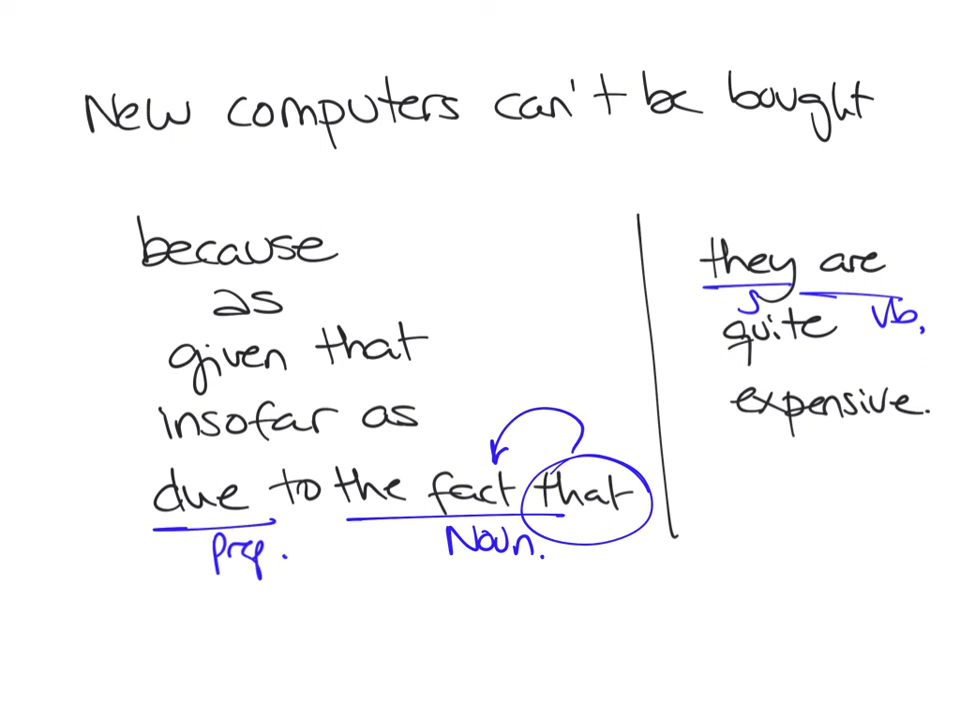 New computers can't be bought
because
as
given that
insofar as
due to the fact that
prep.
Noun.
they are
S
vb.
quite
expensive.